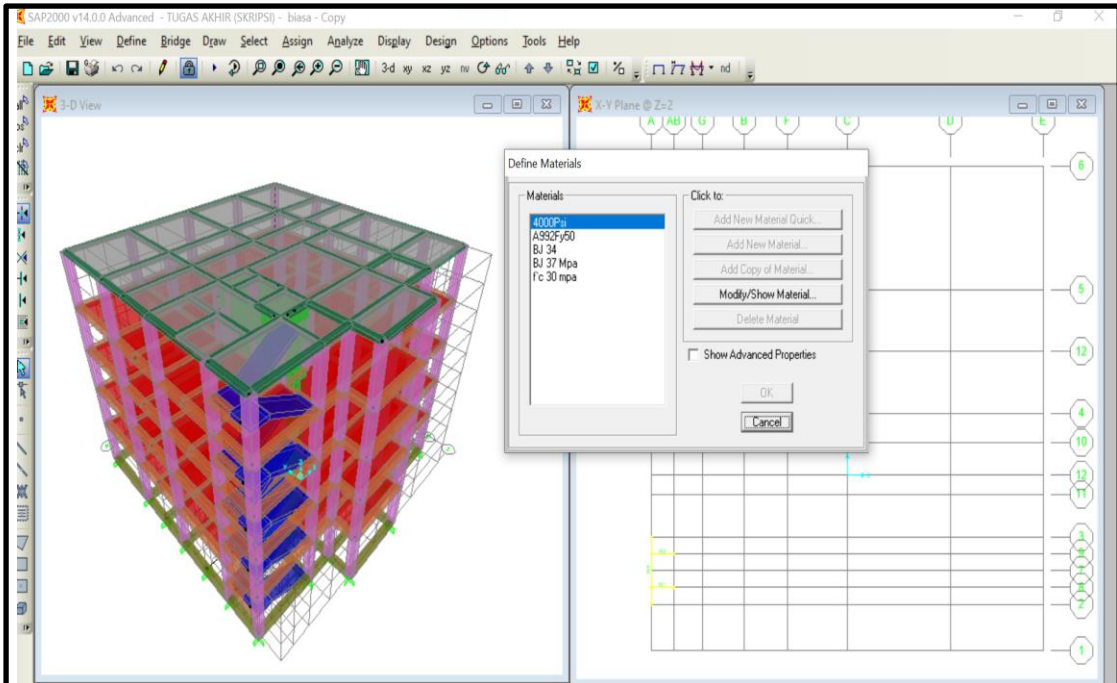 SAP2000 v14.0.0 Advanced - TUGAS AKHIR (SKRIPSI) - biasa - Copy
File Edit View Define Bridge Draw Select Assign Analyze Display Design Options Tools Help
3-d xy xz yz nv nd
3-D View
X-Y Plane @ Z=2
A AB G B F C D E
Define Materials
Materials
4000Psi
A992Fy50
BJ 34
BJ 37 Mpa
f'c 30 mpa
Click to:
Add New Material Quick...
Add New Material...
Add Copy of Material...
Modify/Show Material...
Delete Material
Show Advanced Properties
OK
Cancel
6
5
12
4
10
12
11
3
7
2
1